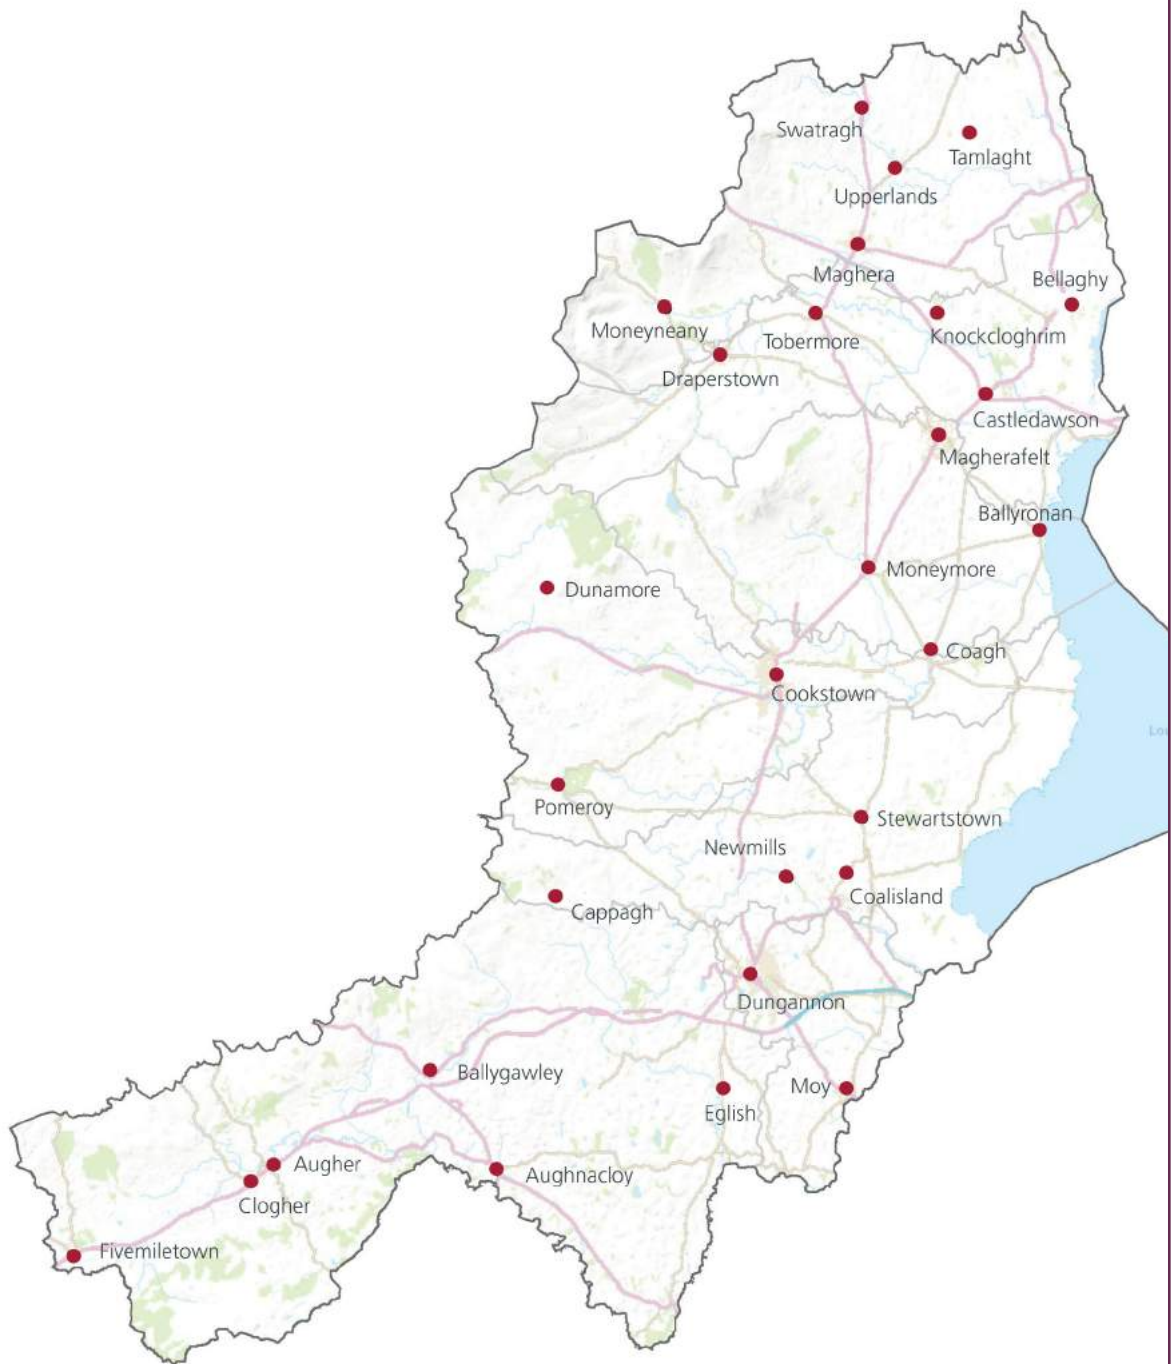 Swatragh
Tamlaght
Upperlands
Maghera
Bellaghy
Moneyneany
Tobermore
Knockcloghrim
Draperstown
Castledawson
Magherafelt
Ballyronan
Moneymore
Dunamore
Coagh
Cookstown
Pomeroy
Stewartstown
Newmills
Coalisland
Cappagh
Dungannon
Ballygawley
Moy
Eglish
Augher
Aughnacloy
Clogher
Fivemiletown